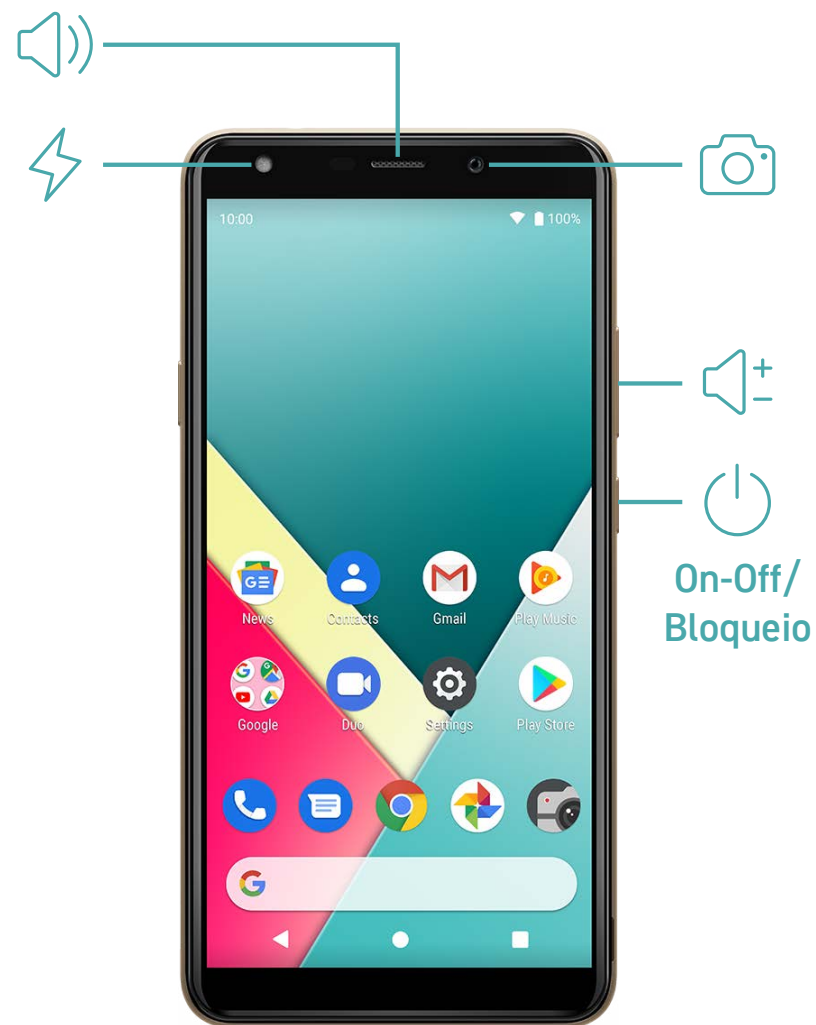 10:00
100%
News
Contacts
Gmail
Play Music
Google
Duo
Settings
Play Store
On-Off/
Bloqueio